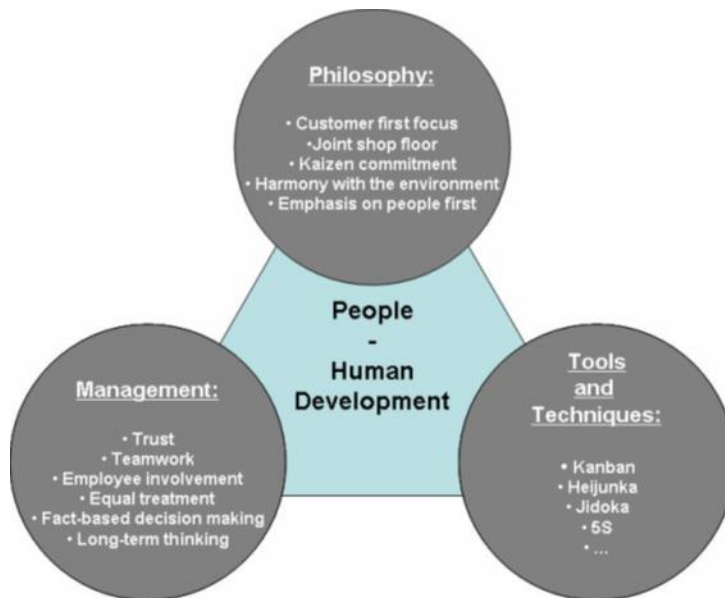 Philosophy:
• Customer first focus
•Joint shop floor
• Kaizen commitment
• Harmony with the environment
• Emphasis on people first
People
-
Human
Development
Management:
• Trust
• Teamwork
• Employee involvement
• Equal treatment
• Fact-based decision making
• Long-term thinking
Tools
and
Techniques:
• Kanban
• Heijunka
• Jidoka
• 5S
• ...